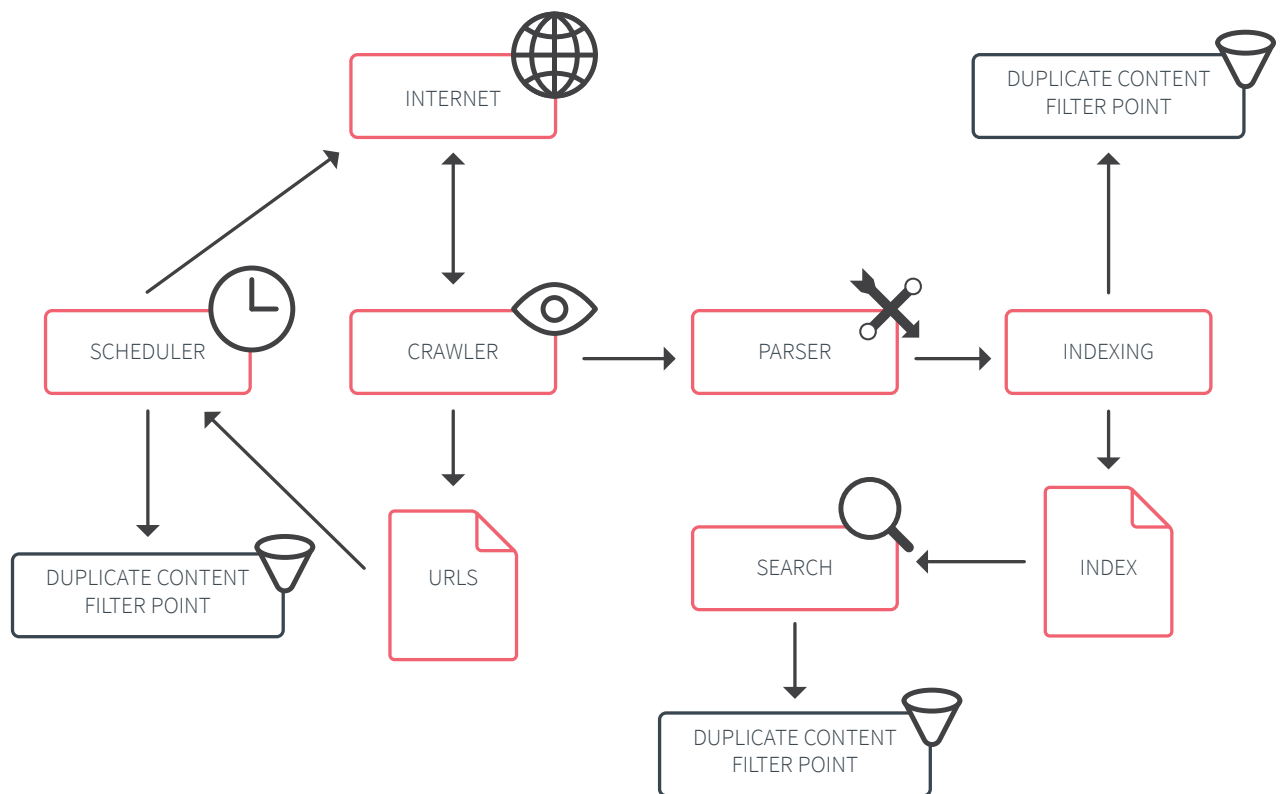 INTERNET
DUPLICATE CONTENT
FILTER POINT
SCHEDULER
CRAWLER
PARSER
INDEXING
DUPLICATE CONTENT
FILTER POINT
URLS
SEARCH
INDEX
DUPLICATE CONTENT
FILTER POINT